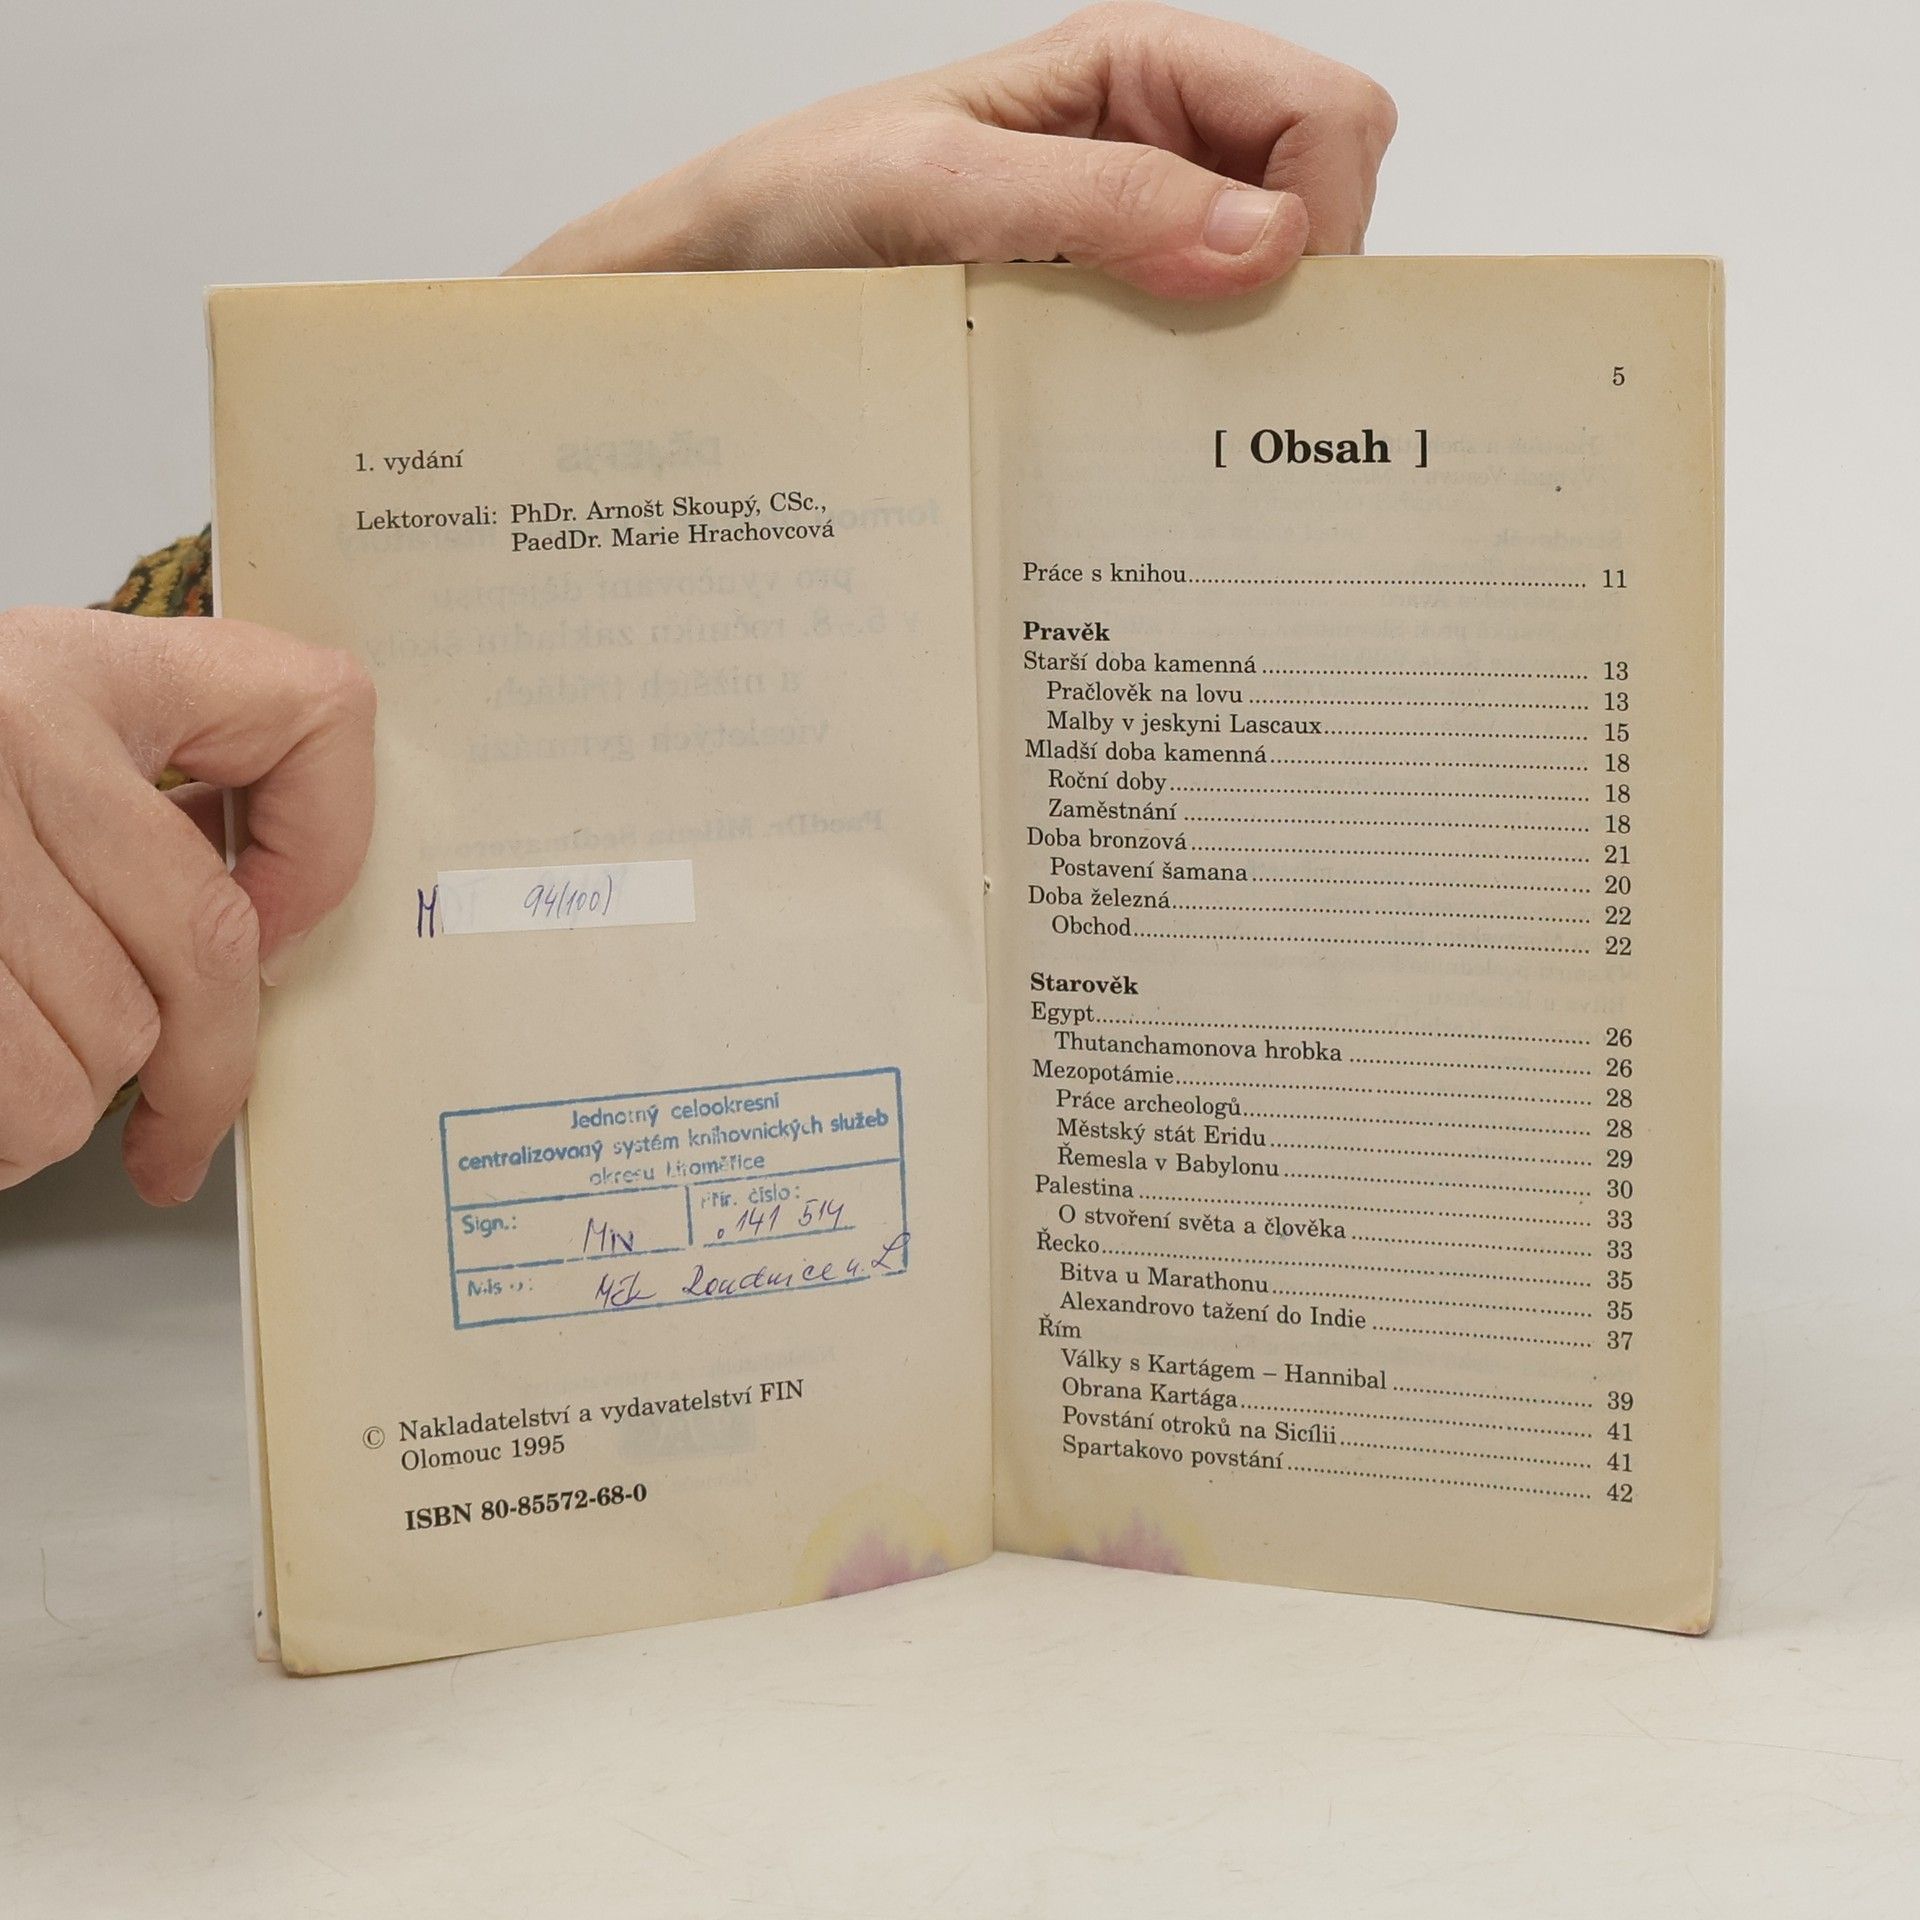 1. vydání
Lektorovali: PhDr. Arnošt Skoupý, CSc.,
PaedDr. Marie Hrachovcová
M 94(100)
Jednotný celookresní
centralizovaný systém knihovnických služeb
okresu Litoměřice
Sign.: MN
Přír. číslo: 141 514
Roudnice n. L
© Nakladatelství a vydavatelství FIN
Olomouc 1995
ISBN 80-85572-68-0
5
[ Obsah ]
Práce s knihou 11
Pravěk
Starší doba kamenná 13
Pračlověk na lovu 13
Malby v jeskyni Lascaux 15
Mladší doba kamenná 18
Roční doby 18
Zaměstnání 18
Doba bronzová 21
Postavení šamana 20
Doba železná 22
Obchod 22
Starověk
Egypt 26
Thutanchamonova hrobka 26
Mezopotámie 28
Práce archeologů 28
Městský stát Eridu 29
Řemesla v Babylonu 30
Palestina 33
O stvoření světa a člověka 33
Řecko 35
Bitva u Marathonu 35
Alexandrovo tažení do Indie 37
Řím
Války s Kartágem – Hannibal 39
Obrana Kartága 41
Povstání otroků na Sicílii 41
Spartakovo povstání 42